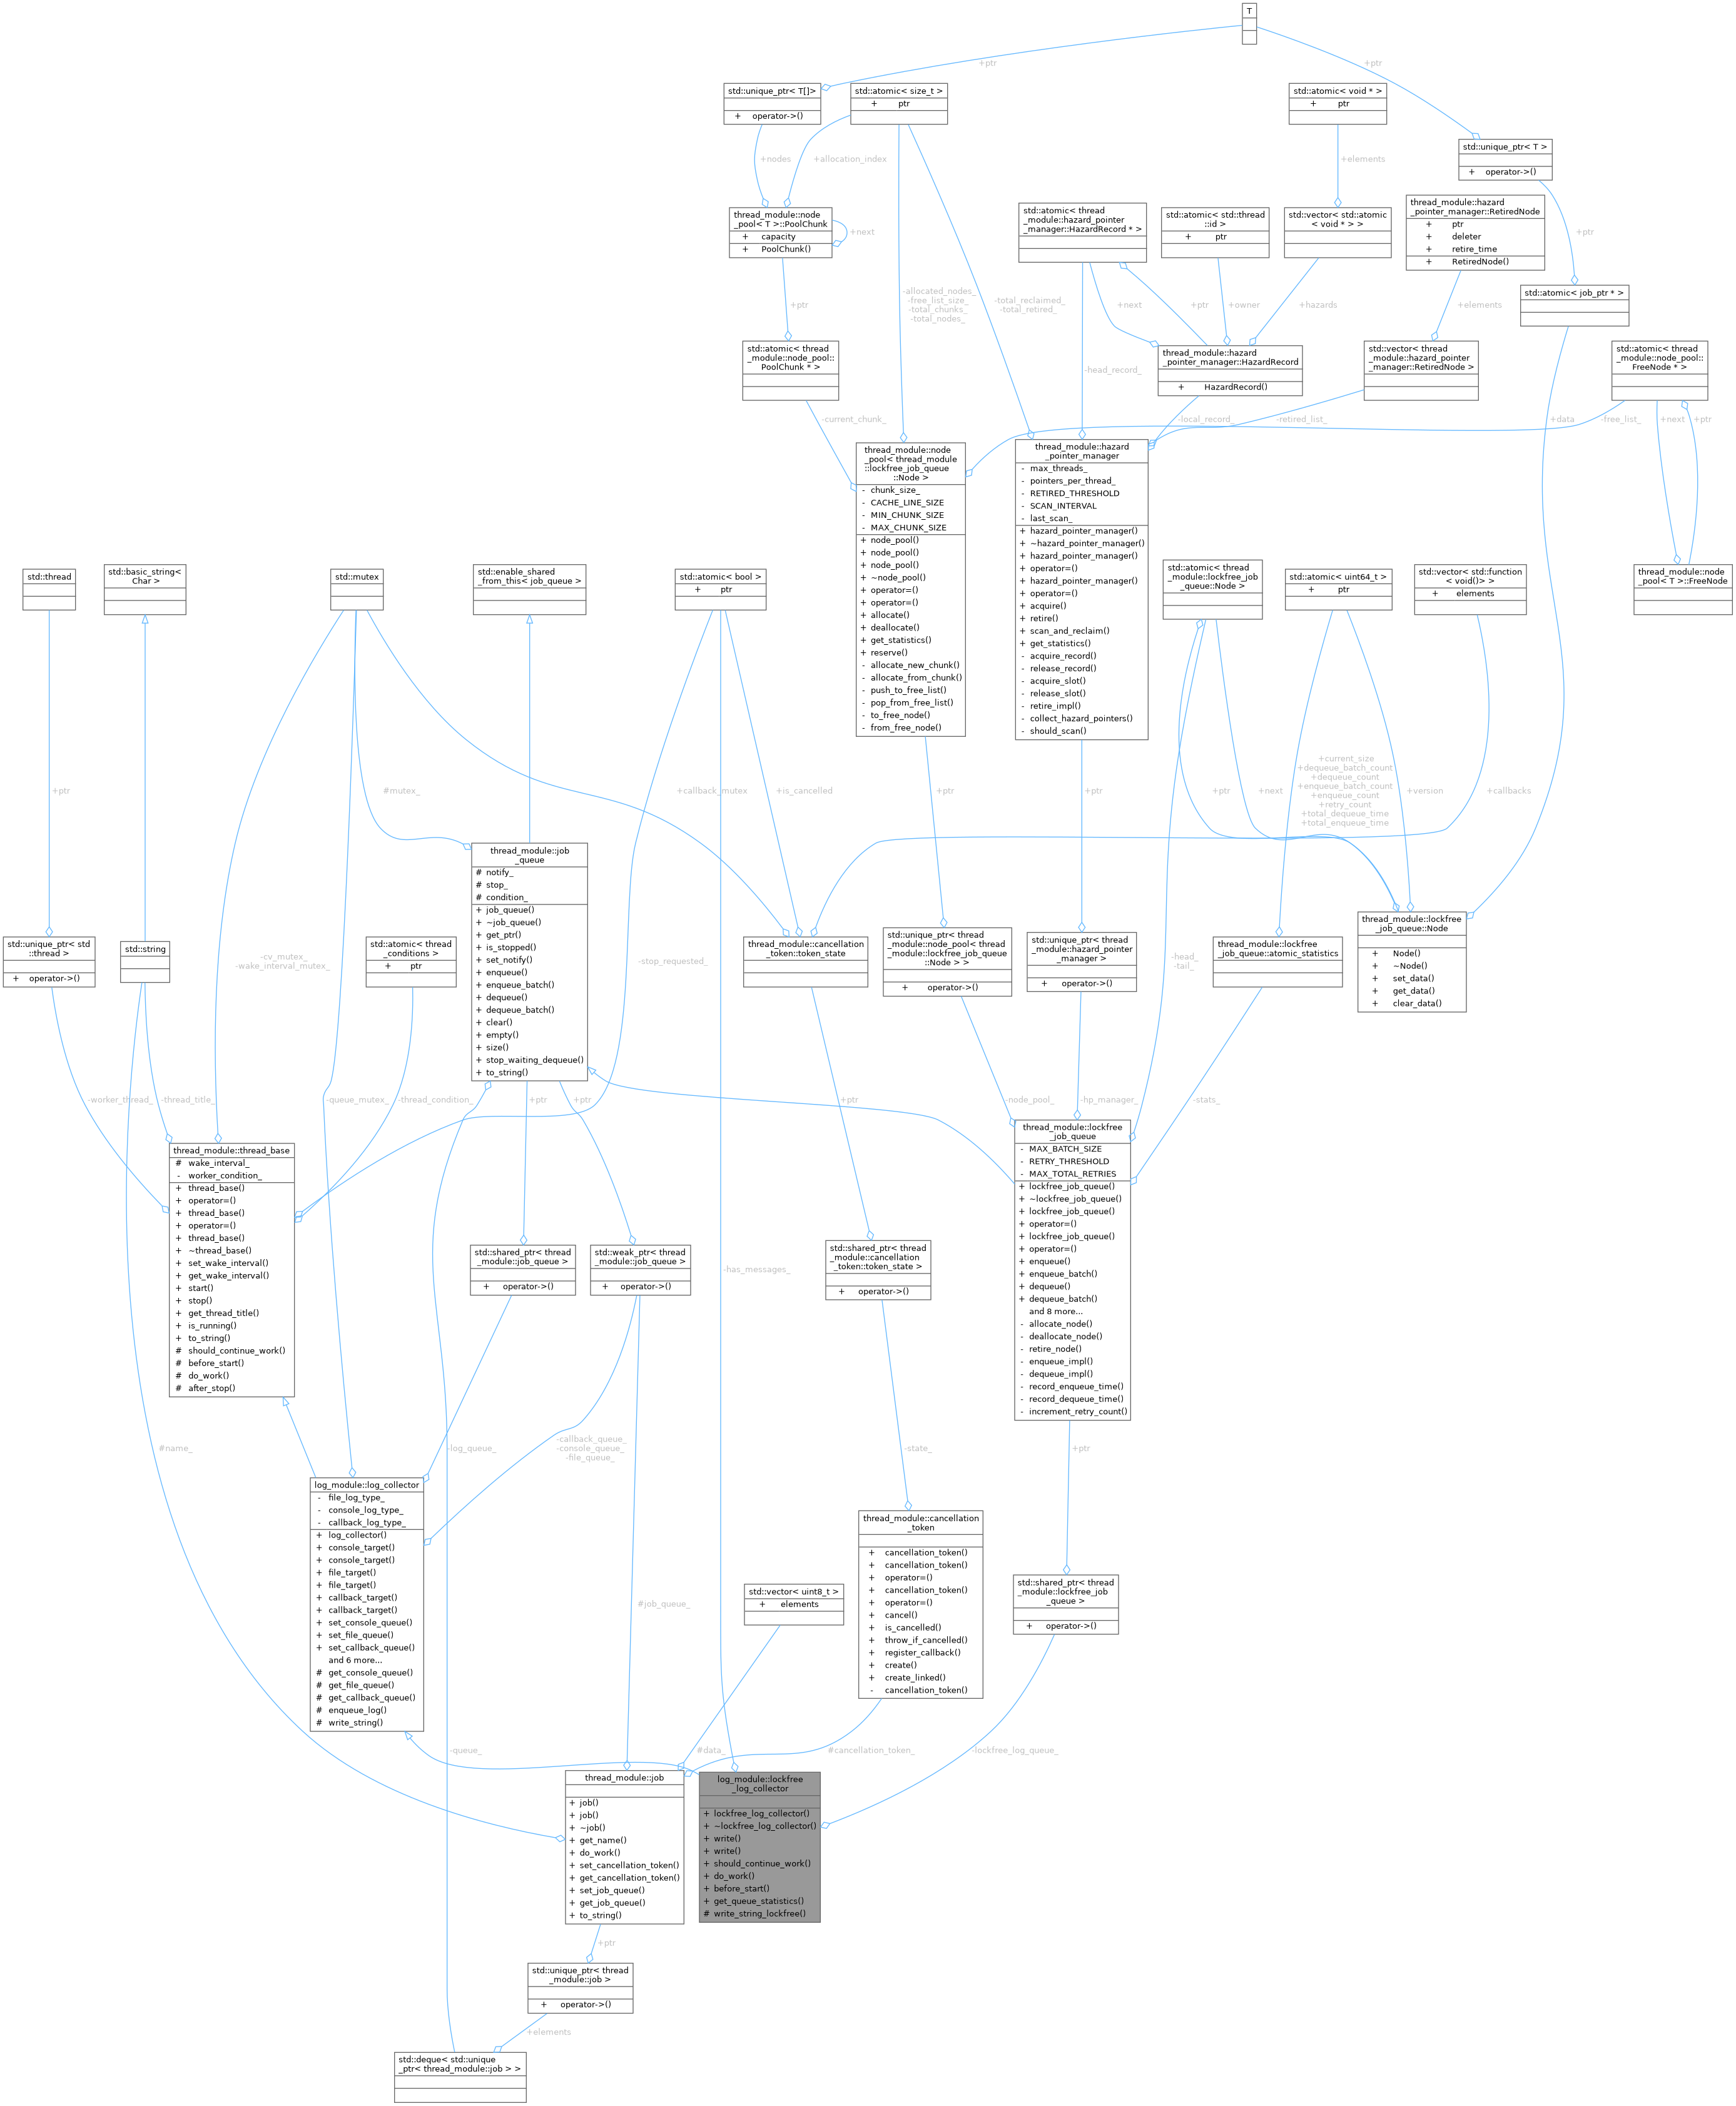 T
+ptr
+ptr
std::unique_ptr< T[]>
+ operator->()
std::atomic< size_t >
+ ptr
std::atomic< void * >
+ ptr
std::unique_ptr< T >
+ operator->()
+nodes
+allocation_index
+elements
thread_module::node
_pool< T >::PoolChunk
+ capacity
+ PoolChunk()
+next
std::atomic< thread
_module::hazard_pointer
_manager::HazardRecord * >
std::atomic< std::thread
::id >
+ ptr
std::vector< std::atomic
< void * > >
thread_module::hazard
_pointer_manager::RetiredNode
+ ptr
+ deleter
+ retire_time
+ RetiredNode()
+ptr
std::atomic< job_ptr * >
+ptr
-allocated_nodes_
-free_list_size_
-total_chunks_
-total_nodes_
-total_reclaimed_
-total_retired_
+next
+ptr
+owner
+hazards
+elements
std::atomic< thread
_module::node_pool::
PoolChunk * >
thread_module::hazard
_pointer_manager::HazardRecord
+ HazardRecord()
std::vector< thread
_module::hazard_pointer
_manager::RetiredNode >
std::atomic< thread
_module::node_pool::
FreeNode * >
-head_record_
-current_chunk_
-local_record_
-retired_list_
+data
-free_list_
+next
+ptr
thread_module::node
_pool< thread_module
::lockfree_job_queue
::Node >
- chunk_size_
- CACHE_LINE_SIZE
- MIN_CHUNK_SIZE
- MAX_CHUNK_SIZE
+ node_pool()
+ node_pool()
+ node_pool()
+ ~node_pool()
+ operator=()
+ operator=()
+ allocate()
+ deallocate()
+ get_statistics()
+ reserve()
- allocate_new_chunk()
- allocate_from_chunk()
- push_to_free_list()
- pop_from_free_list()
- to_free_node()
- from_free_node()
thread_module::hazard
_pointer_manager
- max_threads_
- pointers_per_thread_
- RETIRED_THRESHOLD
- SCAN_INTERVAL
- last_scan_
+ hazard_pointer_manager()
+ ~hazard_pointer_manager()
+ hazard_pointer_manager()
+ operator=()
+ hazard_pointer_manager()
+ operator=()
+ acquire()
+ retire()
+ scan_and_reclaim()
+ get_statistics()
- acquire_record()
- release_record()
- acquire_slot()
- release_slot()
- retire_impl()
- collect_hazard_pointers()
- should_scan()
std::thread
std::basic_string<
Char >
std::mutex
std::enable_shared
_from_this< job_queue >
std::atomic< bool >
+ ptr
std::atomic< thread
_module::lockfree_job
_queue::Node >
std::atomic< uint64_t >
+ ptr
std::vector< std::function
< void()> >
+ elements
thread_module::node
_pool< T >::FreeNode
+ptr
#mutex_
+callback_mutex
+is_cancelled
+ptr
+ptr
+ptr
+next
+current_size
+dequeue_batch_count
+dequeue_count
+enqueue_batch_count
+enqueue_count
+retry_count
+total_dequeue_time
+total_enqueue_time
+version
+callbacks
thread_module::job
_queue
# notify_
# stop_
# condition_
+ job_queue()
+ ~job_queue()
+ get_ptr()
+ is_stopped()
+ set_notify()
+ enqueue()
+ enqueue_batch()
+ dequeue()
+ dequeue_batch()
+ clear()
+ empty()
+ size()
+ stop_waiting_dequeue()
+ to_string()
std::unique_ptr< std
::thread >
+ operator->()
std::string
-cv_mutex_
-wake_interval_mutex_
std::atomic< thread
_conditions >
+ ptr
-stop_requested_
thread_module::cancellation
_token::token_state
std::unique_ptr< thread
_module::node_pool< thread
_module::lockfree_job_queue
::Node > >
+ operator->()
std::unique_ptr< thread
_module::hazard_pointer
_manager >
+ operator->()
-head_
-tail_
thread_module::lockfree
_job_queue::atomic_statistics
thread_module::lockfree
_job_queue::Node
+ Node()
+ ~Node()
+ set_data()
+ get_data()
+ clear_data()
-worker_thread_
-thread_title_
-queue_mutex_
-thread_condition_
+ptr
+ptr
+ptr
-node_pool_
-hp_manager_
-stats_
thread_module::thread_base
# wake_interval_
- worker_condition_
+ thread_base()
+ operator=()
+ thread_base()
+ operator=()
+ thread_base()
+ ~thread_base()
+ set_wake_interval()
+ get_wake_interval()
+ start()
+ stop()
+ get_thread_title()
+ is_running()
+ to_string()
# should_continue_work()
# before_start()
# do_work()
# after_stop()
std::shared_ptr< thread
_module::job_queue >
+ operator->()
std::weak_ptr< thread
_module::job_queue >
+ operator->()
-has_messages_
std::shared_ptr< thread
_module::cancellation
_token::token_state >
+ operator->()
thread_module::lockfree
_job_queue
- MAX_BATCH_SIZE
- RETRY_THRESHOLD
- MAX_TOTAL_RETRIES
+ lockfree_job_queue()
+ ~lockfree_job_queue()
+ lockfree_job_queue()
+ operator=()
+ lockfree_job_queue()
+ operator=()
+ enqueue()
+ enqueue_batch()
+ dequeue()
+ dequeue_batch()
and 8 more...
- allocate_node()
- deallocate_node()
- retire_node()
- enqueue_impl()
- dequeue_impl()
- record_enqueue_time()
- record_dequeue_time()
- increment_retry_count()
#name_
-log_queue_
-callback_queue_
-console_queue_
-file_queue_
-state_
+ptr
log_module::log_collector
- file_log_type_
- console_log_type_
- callback_log_type_
+ log_collector()
+ console_target()
+ console_target()
+ file_target()
+ file_target()
+ callback_target()
+ callback_target()
+ set_console_queue()
+ set_file_queue()
+ set_callback_queue()
and 6 more...
# get_console_queue()
# get_file_queue()
# get_callback_queue()
# enqueue_log()
# write_string()
#job_queue_
std::vector< uint8_t >
+ elements
thread_module::cancellation
_token
+ cancellation_token()
+ cancellation_token()
+ operator=()
+ cancellation_token()
+ operator=()
+ cancel()
+ is_cancelled()
+ throw_if_cancelled()
+ register_callback()
+ create()
+ create_linked()
- cancellation_token()
std::shared_ptr< thread
_module::lockfree_job
_queue >
+ operator->()
-queue_
#data_
#cancellation_token_
-lockfree_log_queue_
thread_module::job
+ job()
+ job()
+ ~job()
+ get_name()
+ do_work()
+ set_cancellation_token()
+ get_cancellation_token()
+ set_job_queue()
+ get_job_queue()
+ to_string()
log_module::lockfree
_log_collector
+ lockfree_log_collector()
+ ~lockfree_log_collector()
+ write()
+ write()
+ should_continue_work()
+ do_work()
+ before_start()
+ get_queue_statistics()
# write_string_lockfree()
+ptr
std::unique_ptr< thread
_module::job >
+ operator->()
+elements
std::deque< std::unique
_ptr< thread_module::job > >